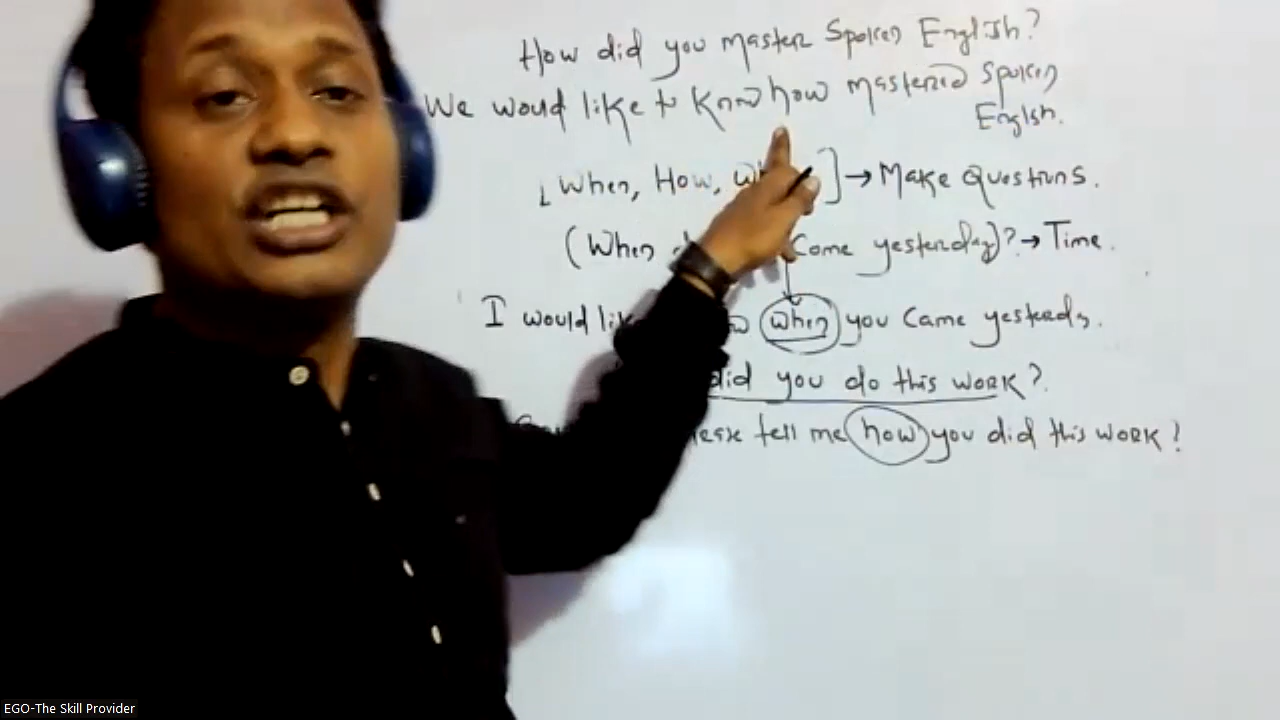 How did you master Spoken English?
We would like to know how mastered Spoken
English.
[When, How, → Make Questions.
(When come yesterday)? → Time.
I would when you came yesterday.
did you do this work?
tell me how you did this work?
EGO-The Skill Provider